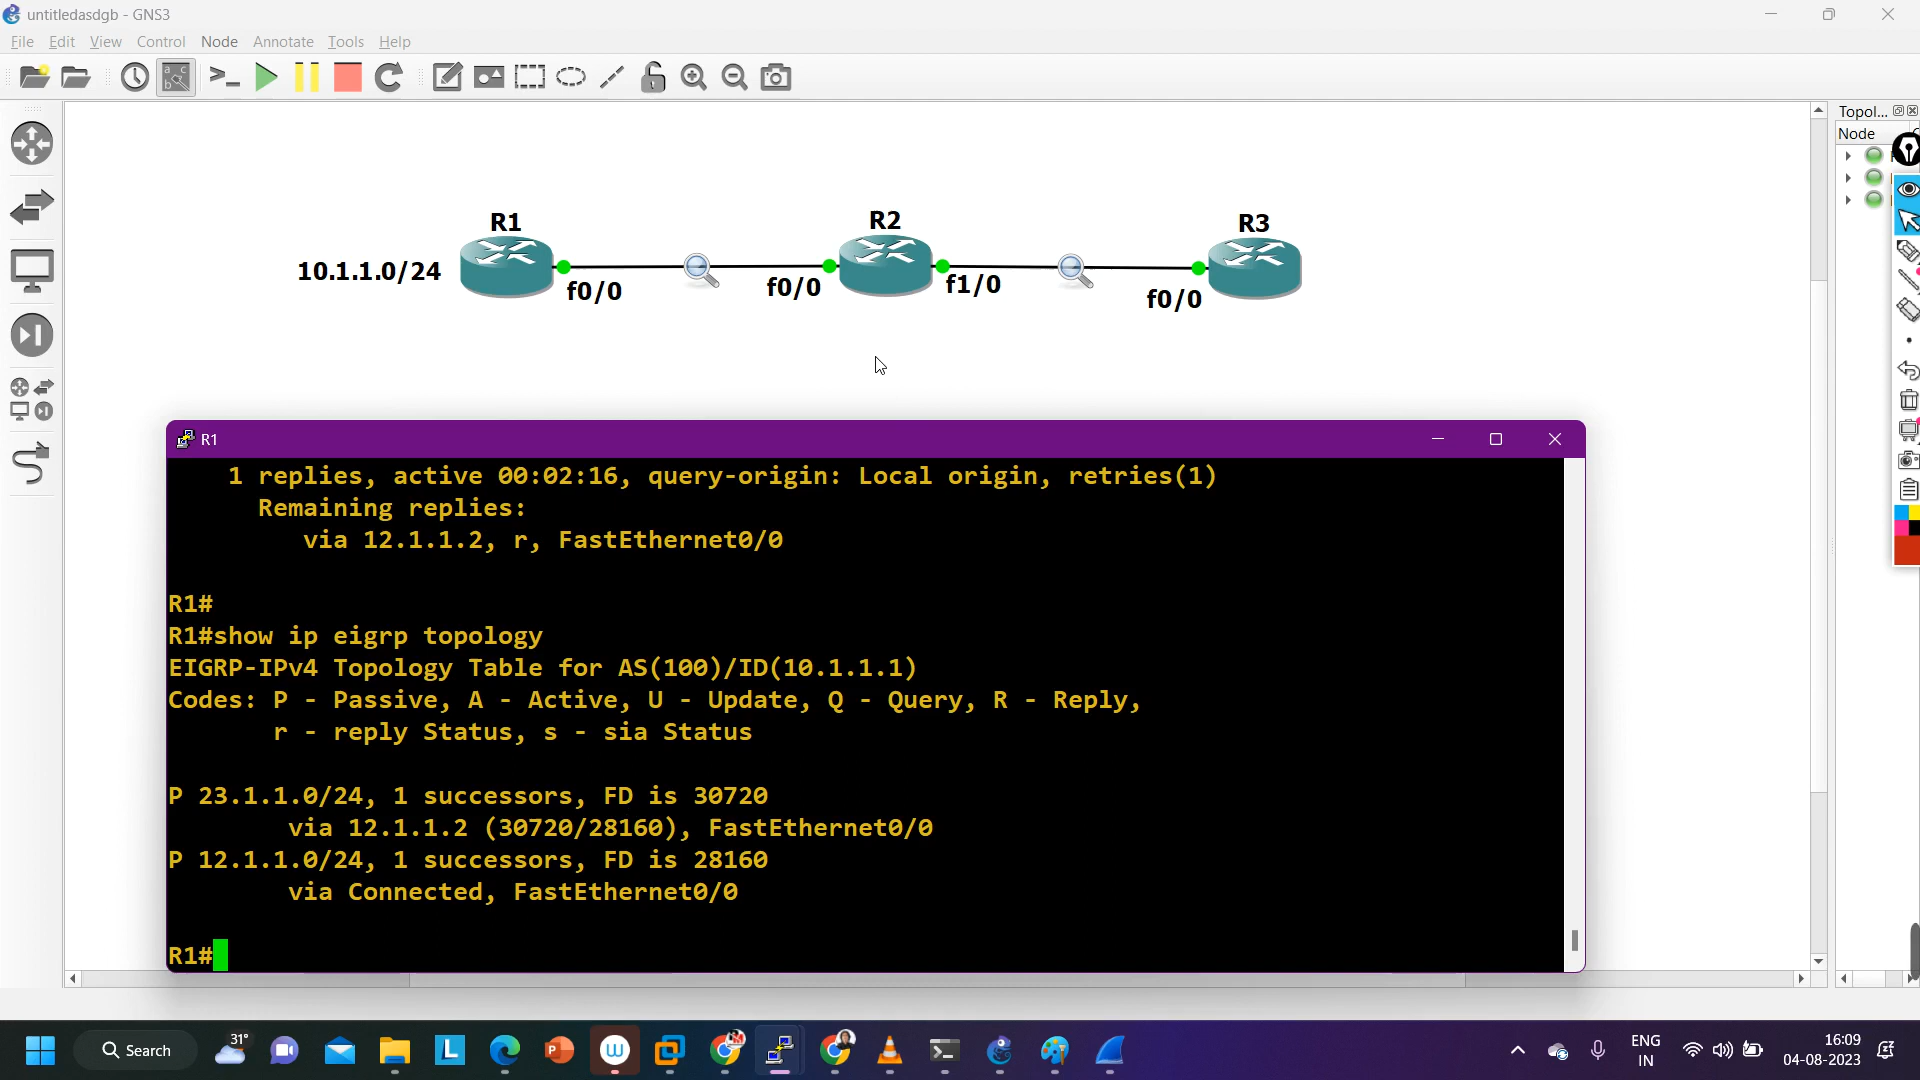 untitledasdgb - GNS3
File Edit View Control Node Annotate Tools Help
Topol...
Node
R1
R2
R3
10.1.1.0/24
f0/0
f0/0
f1/0
f0/0
R1
1 replies, active 00:02:16, query-origin: Local origin, retries(1)
Remaining replies:
via 12.1.1.2, r, FastEthernet0/0
R1#
R1#show ip eigrp topology
EIGRP-IPv4 Topology Table for AS(100)/ID(10.1.1.1)
Codes: P - Passive, A - Active, U - Update, Q - Query, R - Reply,
r - reply Status, s - sia Status
P 23.1.1.0/24, 1 successors, FD is 30720
via 12.1.1.2 (30720/28160), FastEthernet0/0
P 12.1.1.0/24, 1 successors, FD is 28160
via Connected, FastEthernet0/0
R1#
Search
31°
ENG
IN
16:09
04-08-2023